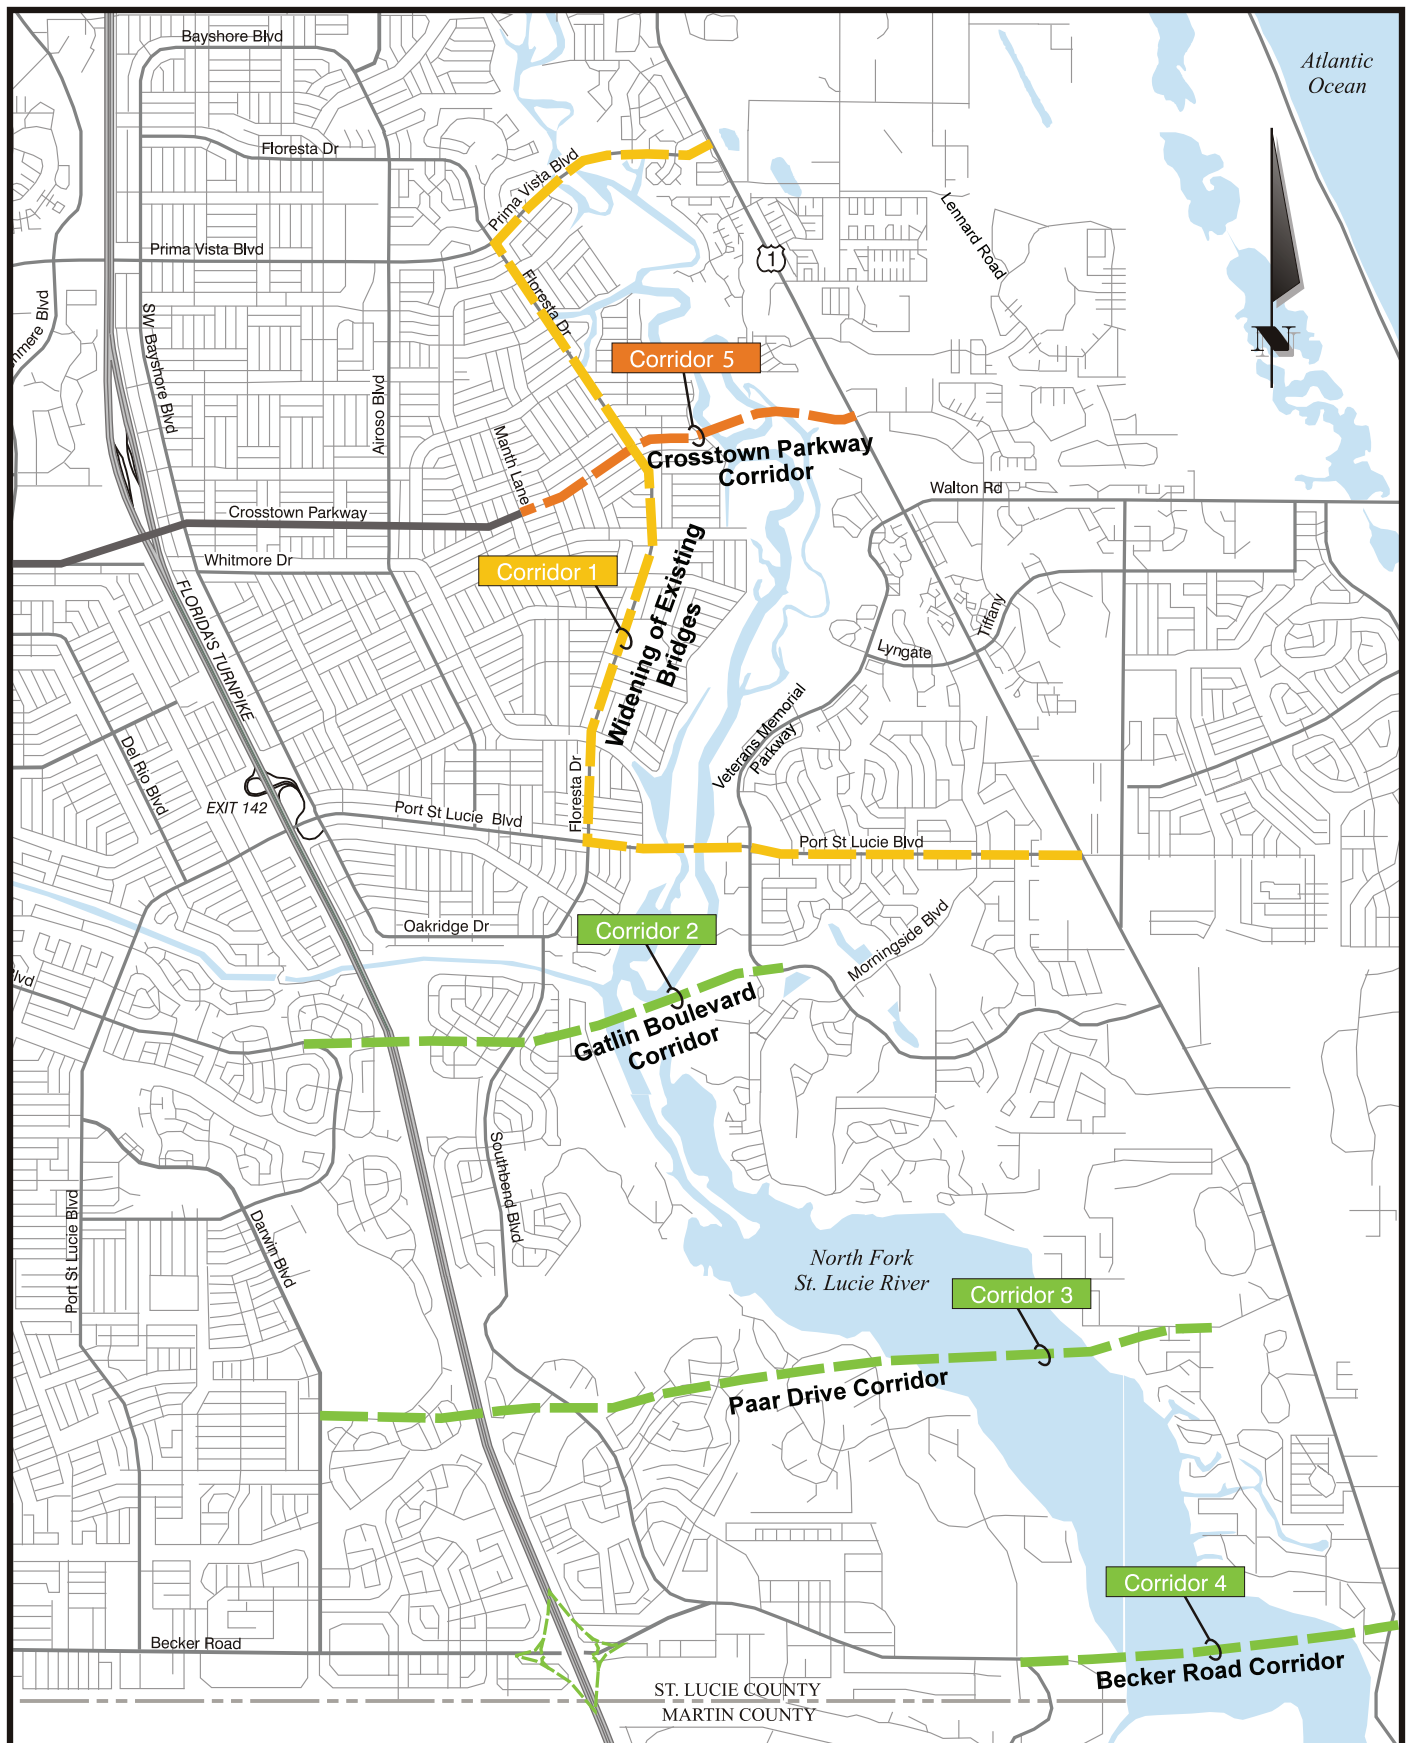 Bayshore Blvd
Atlantic
Ocean
Floresta Dr
Prima Vista Blvd
Prima Vista Blvd
Lennard Road
1
Floresta Dr
SW Bayshore Blvd
N
Corridor 5
Airoso Blvd
Manth Lane
Crosstown Parkway
Corridor
Walton Rd
Crosstown Parkway
Whitmore Dr
Corridor 1
Widening of Existing
Bridges
FLORIDA'S TURNPIKE
Tiffany
Lyngate
Veterans Memorial
Parkway
Del Rio Blvd
EXIT 142
Port St Lucie Blvd
Floresta Dr
Port St Lucie Blvd
Oakridge Dr
Corridor 2
Morningside Blvd
Gatlin Boulevard
Corridor
Southbend Blvd
Port St Lucie Blvd
Darwin Blvd
North Fork
St. Lucie River
Corridor 3
Paar Drive Corridor
Corridor 4
Becker Road
Becker Road Corridor
ST. LUCIE COUNTY
MARTIN COUNTY